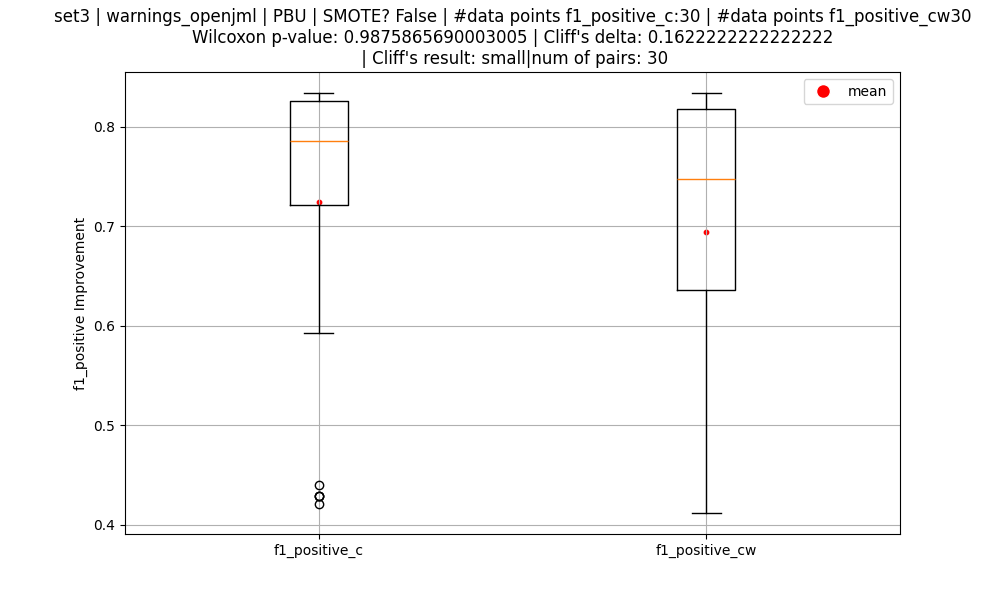 set3 | warnings_openjml | PBU | SMOTE? False | #data points f1_positive_c:30 | #data points f1_positive_cw30
Wilcoxon p-value: 0.9875865690003005 | Cliff's delta: 0.1622222222222222
| Cliff's result: small|num of pairs: 30
mean
0.8
0.7
0.6
0.5
0.4
f1_positive Improvement
f1_positive_c
f1_positive_cw